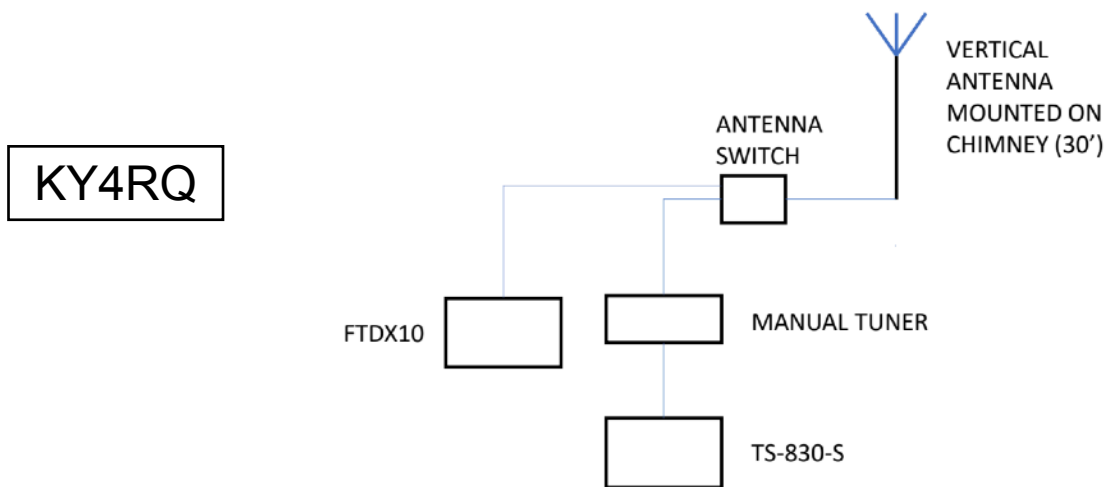 KY4RQ
VERTICAL
ANTENNA
MOUNTED ON
CHIMNEY (30’)
ANTENNA
SWITCH
FTDX10
MANUAL TUNER
TS-830-S